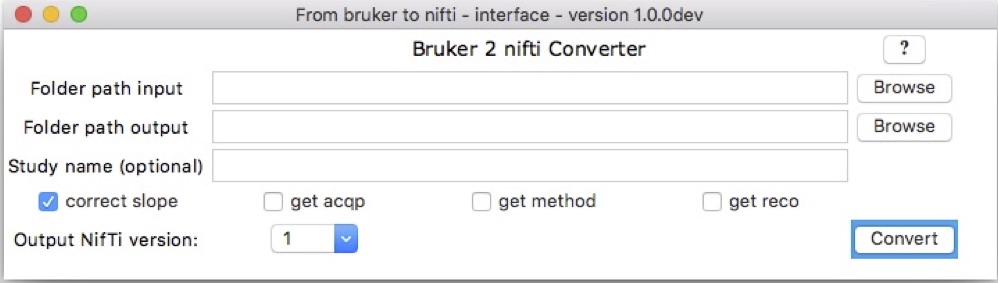 From bruker to nifti - interface - version 1.0.0dev
Bruker 2 nifti Converter ?
Folder path input Browse
Folder path output Browse
Study name (optional)
correct slope get acqp get method get reco
Output NifTi version: 1 Convert